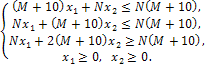 (M + 10)x₁ + Nx₂ ≤ N(M + 10),
Nx₁ + (M + 10)x₂ ≤ N(M + 10),
Nx₁ + 2(M + 10)x₂ ≥ N(M + 10),
x₁ ≥ 0, x₂ ≥ 0.